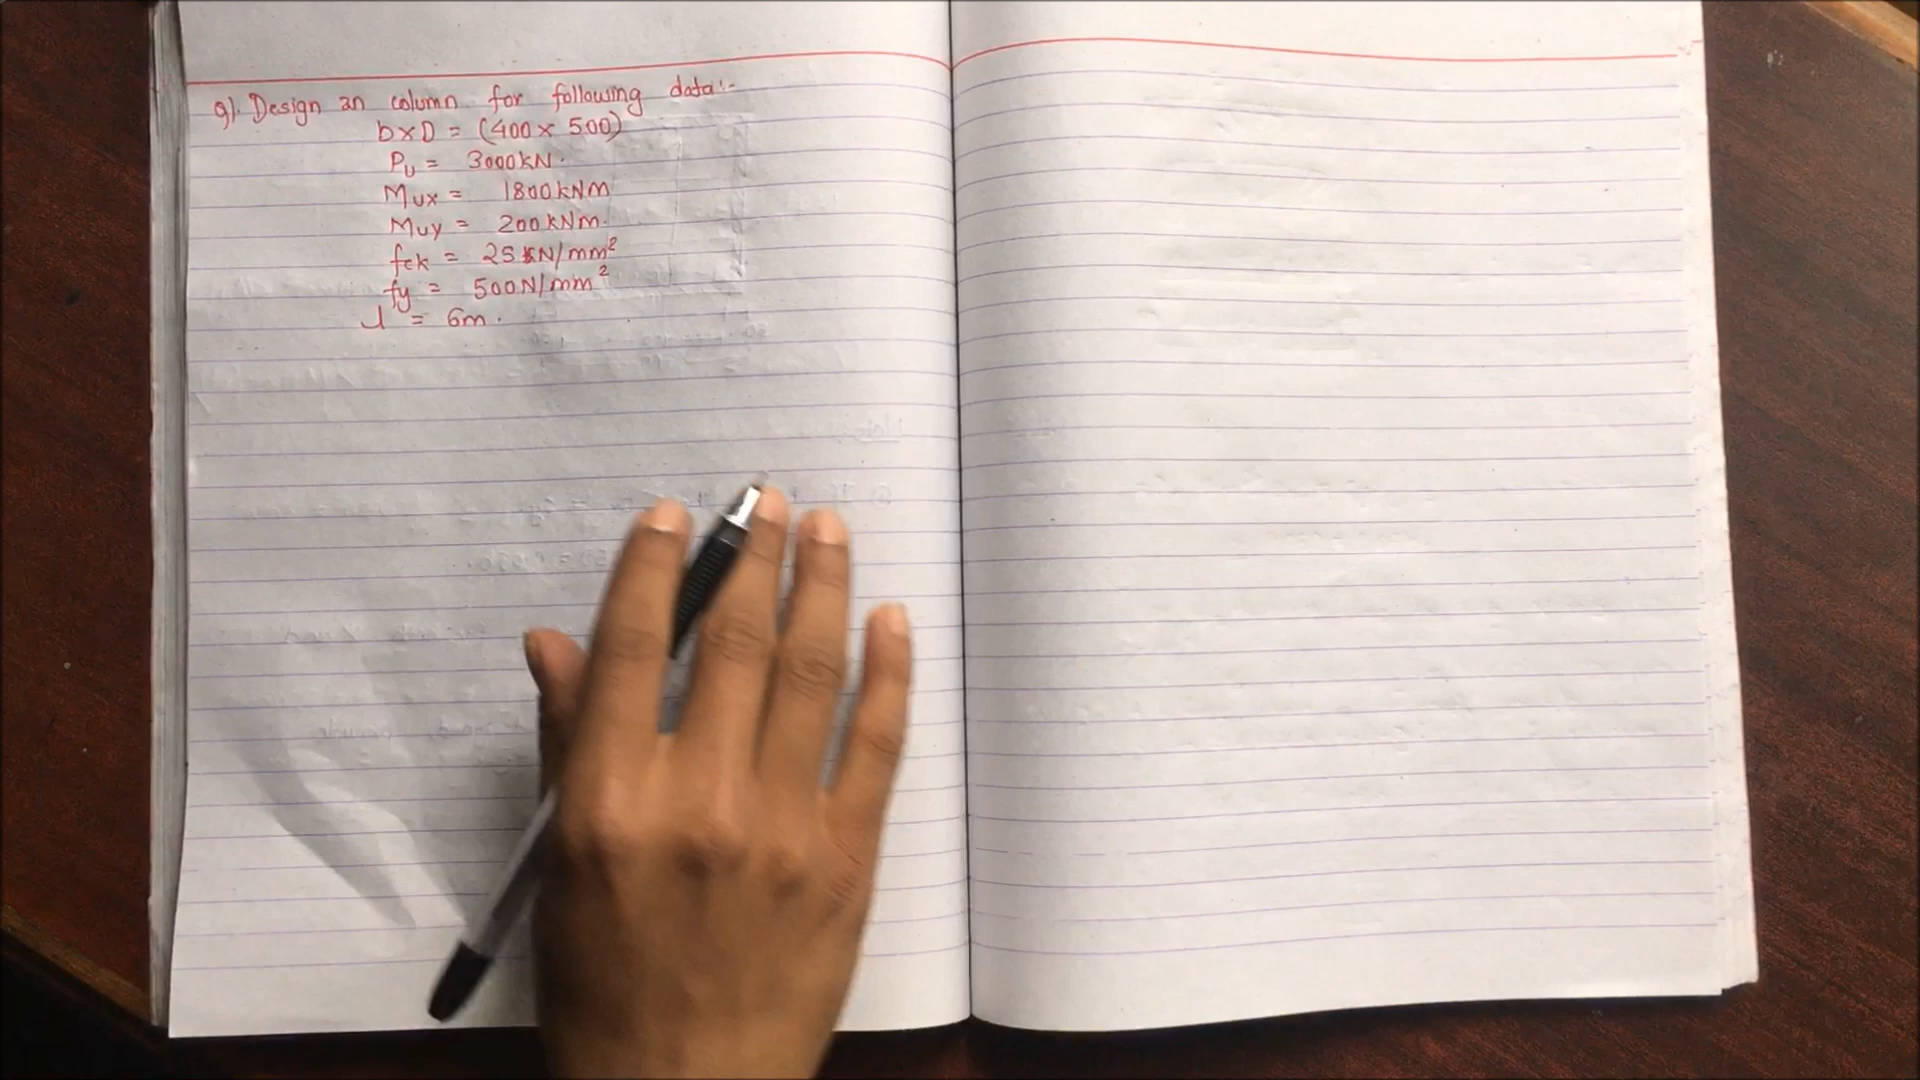 Q). Design an column for following data:-
b×D = (400 × 500)
Pu = 3000kN.
Mux = 1800kNm
Muy = 200kNm.
fck = 25 N/mm²
fy = 500N/mm²
l = 6m.